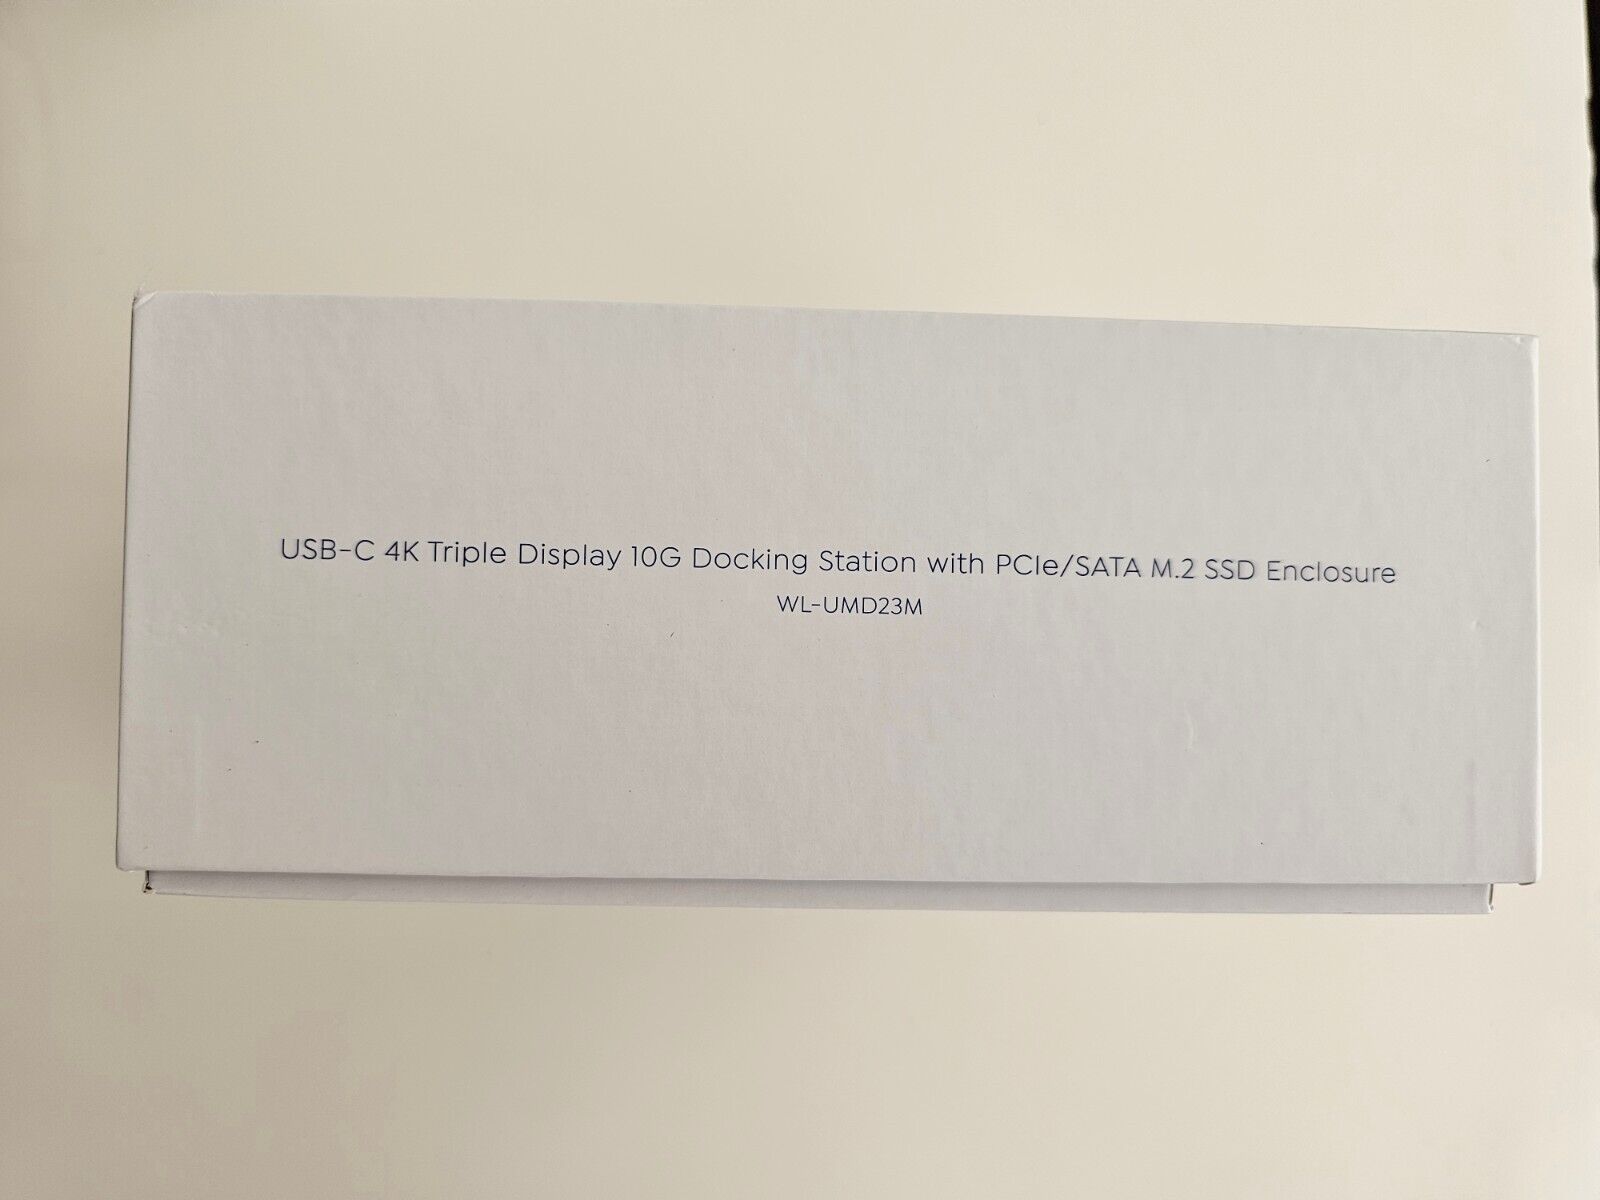 USB-C 4K Triple Display 10G Docking Station with PCIe/SATA M.2 SSD Enclosure
WL-UMD23M